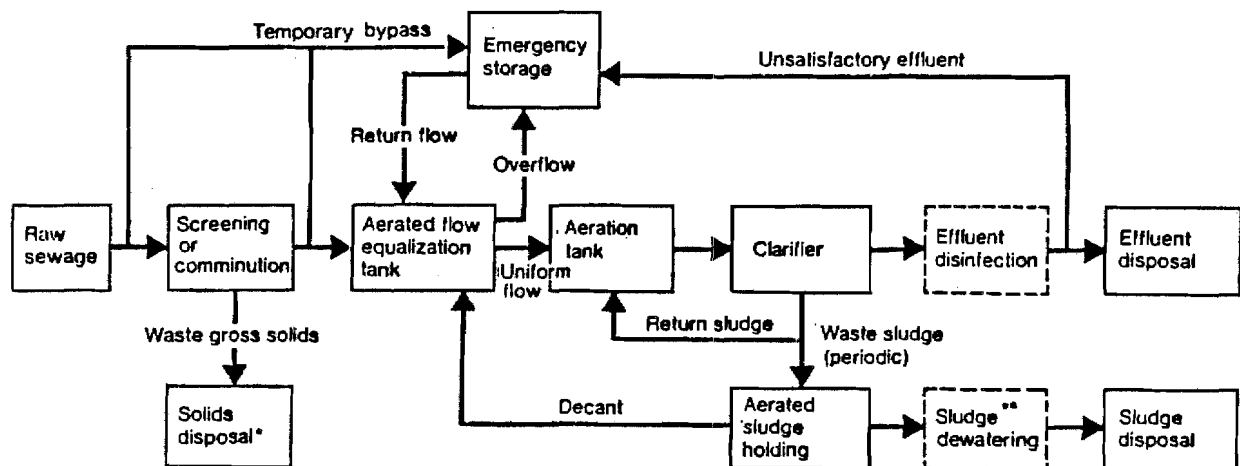 Temporary bypass
Emergency
storage
Unsatisfactory effluent
Return flow
Overflow
Raw
sewage
Screening
or
comminution
Aerated flow
equalization
tank
Uniform
flow
Aeration
tank
Clarifier
Effluent
disinfection
Effluent
disposal
Waste gross solids
Return sludge
Waste sludge
(periodic)
Solids
disposal*
Decant
Aerated
sludge
holding
Sludge**
dewatering
Sludge
disposal